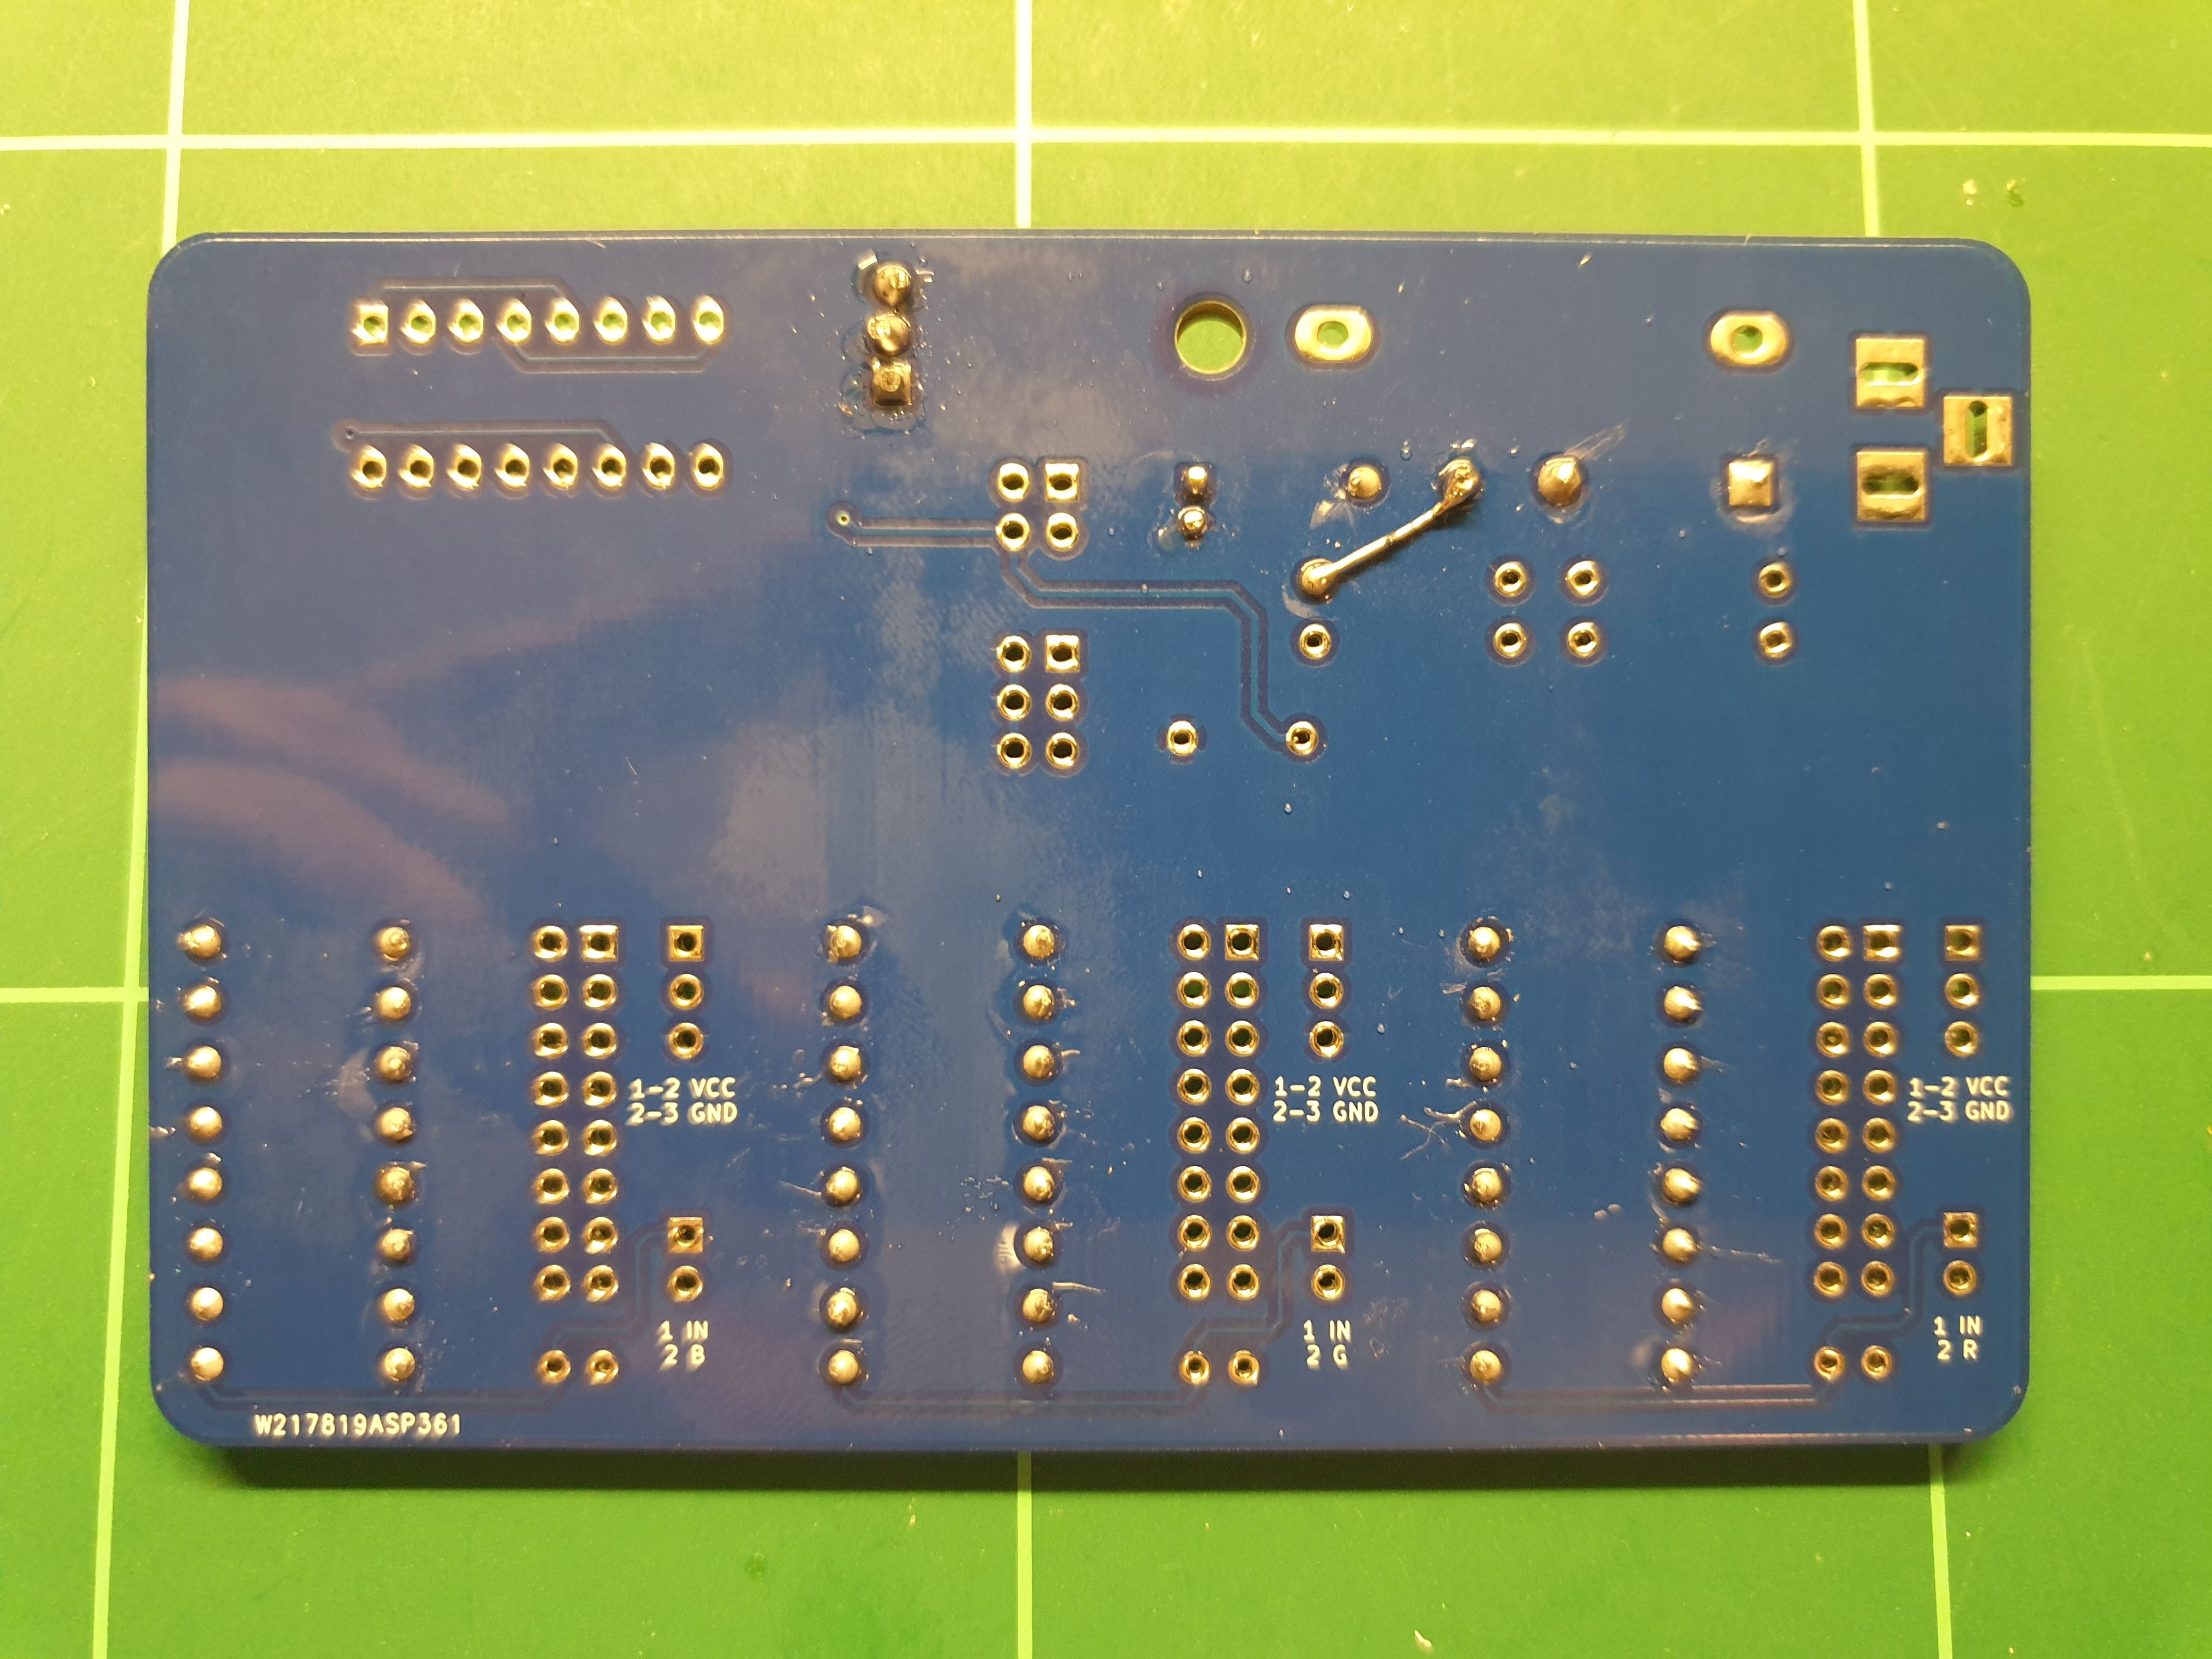 1-2 VCC
2-3 GND
1-2 VCC
2-3 GND
1-2 VCC
2-3 GND
1 IN
2 B
1 IN
2 G
1 IN
2 R
W217819ASP361